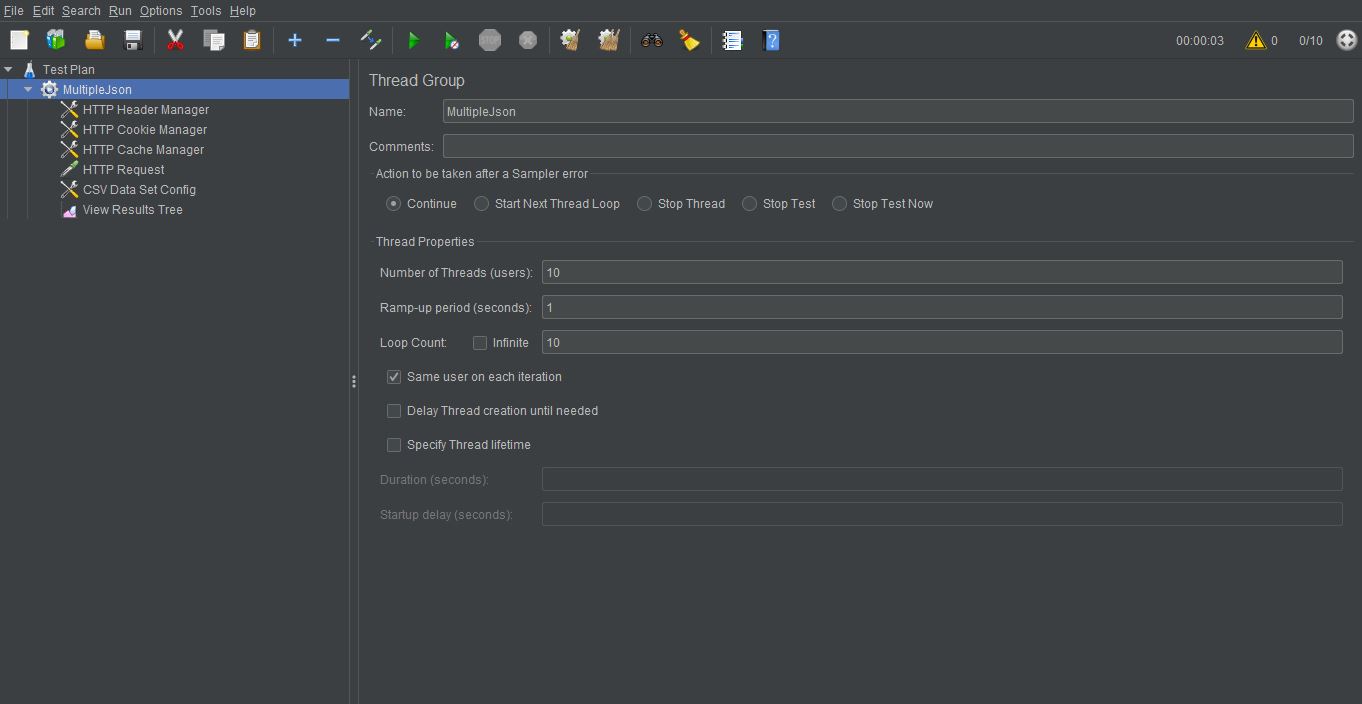 File Edit Search Run Options Tools Help
STOP
00:00:03 0 0/10
Test Plan
MultipleJson
HTTP Header Manager
HTTP Cookie Manager
HTTP Cache Manager
HTTP Request
CSV Data Set Config
View Results Tree
Thread Group
Name: MultipleJson
Comments:
Action to be taken after a Sampler error
Continue Start Next Thread Loop Stop Thread Stop Test Stop Test Now
Thread Properties
Number of Threads (users): 10
Ramp-up period (seconds): 1
Loop Count: Infinite 10
Same user on each iteration
Delay Thread creation until needed
Specify Thread lifetime
Duration (seconds):
Startup delay (seconds):